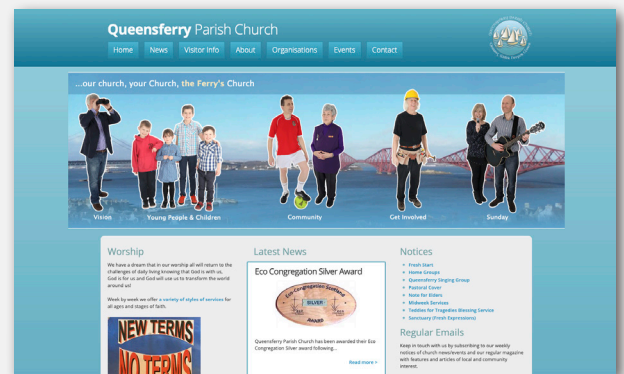 Queensferry Parish Church
Home
News
Visitor Info
About
Organisations
Events
Contact
...our church, your Church, the Ferry's Church
Vision
Young People & Children
Community
Get Involved
Sunday
Worship
We have a dream that in our worship all will return to the
challenges of daily living knowing that God is with us,
God is for us and God will use us to transform the world
around us!
Week by week we offer a variety of styles of services for
all ages and stages of faith.
NEW TERMS
NO TERMS
Latest News
Eco Congregation Silver Award
Eco-Congregation Scotland
SILVER
AWARD
Queensferry Parish Church has been awarded their Eco
Congregation Silver award following...
Read more »
Notices
Fresh Start
Home Groups
Queensferry Singing Group
Pastoral Cover
Note for Elders
Midweek Services
Teddies for Tragedies Blessing Service
Sanctuary (Fresh Expressions)
Regular Emails
Keep in touch with us by subscribing to our weekly
notices of church news/events and our regular magazine
with features and articles of local and community
interest.